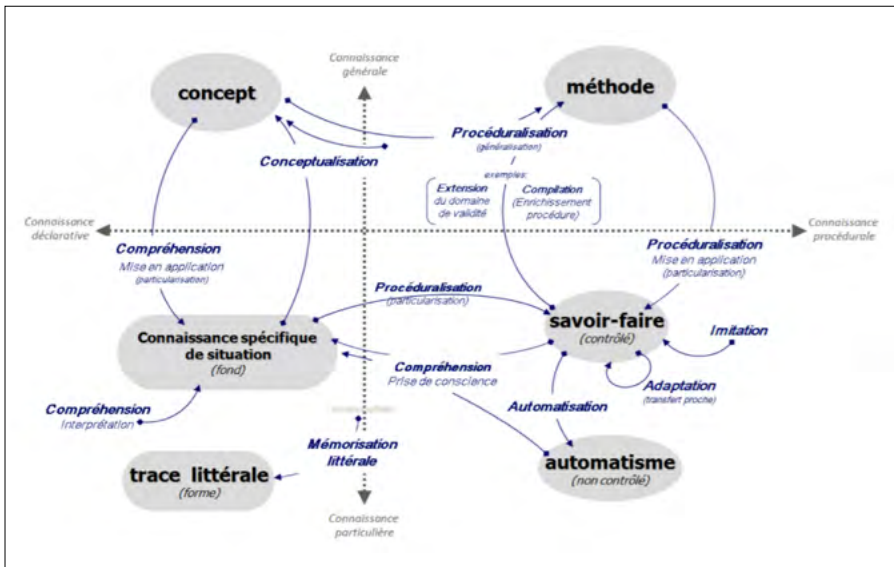 Connaissance
générale
concept
méthode
Procéduralisation
(généralisation)
Conceptualisation
exemples:
Extension
du domaine
de validité
Compilation
(Enrichissement
procédure)
Connaissance
déclarative
Connaissance
procédurale
Compréhension
Mise en application
(particularisation)
Procéduralisation
Mise en application
(particularisation)
Procéduralisation
(particularisation)
Connaissance spécifique
de situation
(fond)
savoir-faire
(contrôlé)
Imitation
Compréhension
Prise de conscience
Adaptation
(transfert proche)
Compréhension
Interprétation
Automatisation
Mémorisation
littérale
trace littérale
(forme)
automatisme
(non contrôlé)
Connaissance
particulière